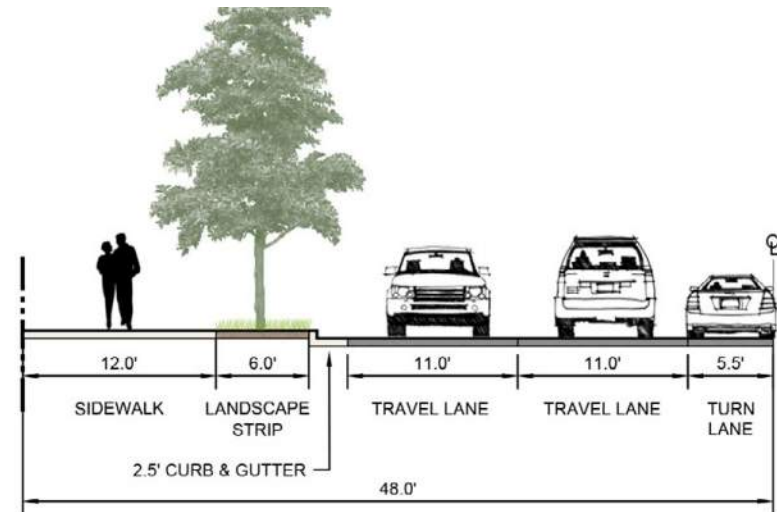 ℄
12.0' 6.0' 11.0' 11.0' 5.5'
SIDEWALK LANDSCAPE TRAVEL LANE TRAVEL LANE TURN
STRIP LANE
2.5' CURB & GUTTER
48.0'